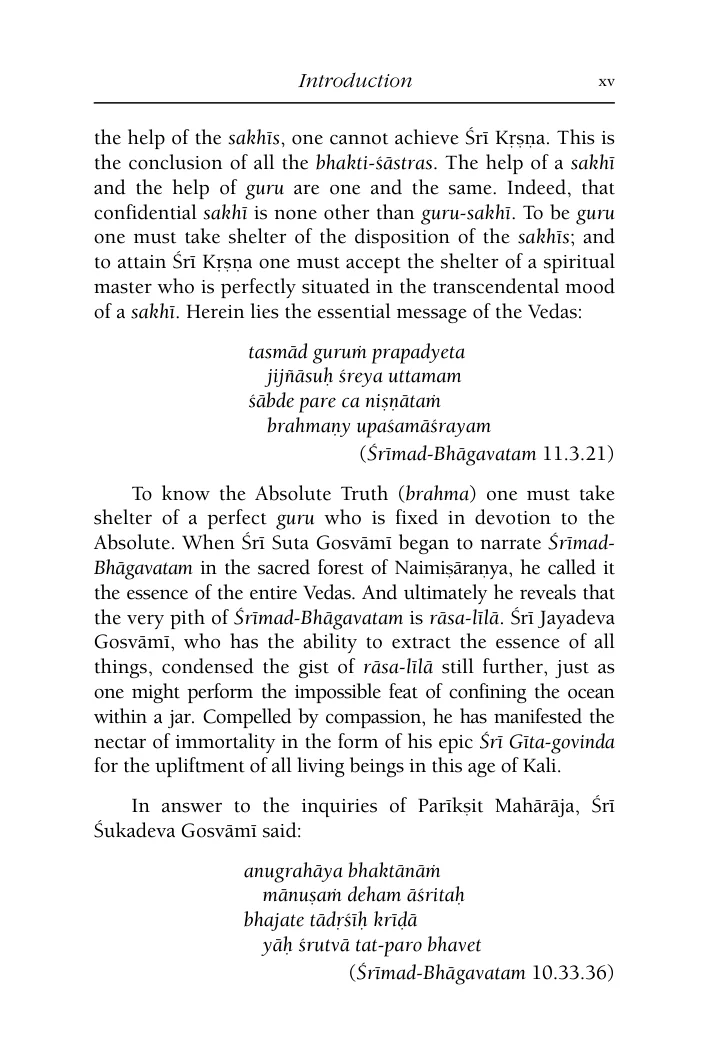 Introduction xv
the help of the sakhīs, one cannot achieve Śrī Kṛṣṇa. This is
the conclusion of all the bhakti-śāstras. The help of a sakhī
and the help of guru are one and the same. Indeed, that
confidential sakhī is none other than guru-sakhī. To be guru
one must take shelter of the disposition of the sakhīs; and
to attain Śrī Kṛṣṇa one must accept the shelter of a spiritual
master who is perfectly situated in the transcendental mood
of a sakhī. Herein lies the essential message of the Vedas:
tasmād guruṁ prapadyeta
jijñāsuḥ śreya uttamam
śābde pare ca niṣṇātaṁ
brahmaṇy upaśamāśrayam
(Śrīmad-Bhāgavatam 11.3.21)
To know the Absolute Truth (brahma) one must take
shelter of a perfect guru who is fixed in devotion to the
Absolute. When Śrī Suta Gosvāmī began to narrate Śrīmad-
Bhāgavatam in the sacred forest of Naimiṣāraṇya, he called it
the essence of the entire Vedas. And ultimately he reveals that
the very pith of Śrīmad-Bhāgavatam is rāsa-līlā. Śrī Jayadeva
Gosvāmī, who has the ability to extract the essence of all
things, condensed the gist of rāsa-līlā still further, just as
one might perform the impossible feat of confining the ocean
within a jar. Compelled by compassion, he has manifested the
nectar of immortality in the form of his epic Śrī Gīta-govinda
for the upliftment of all living beings in this age of Kali.
In answer to the inquiries of Parīkṣit Mahārāja, Śrī
Śukadeva Gosvāmī said:
anugrahāya bhaktānāṁ
mānuṣaṁ deham āśritaḥ
bhajate tādṛśīḥ krīḍā
yāḥ śrutvā tat-paro bhavet
(Śrīmad-Bhāgavatam 10.33.36)